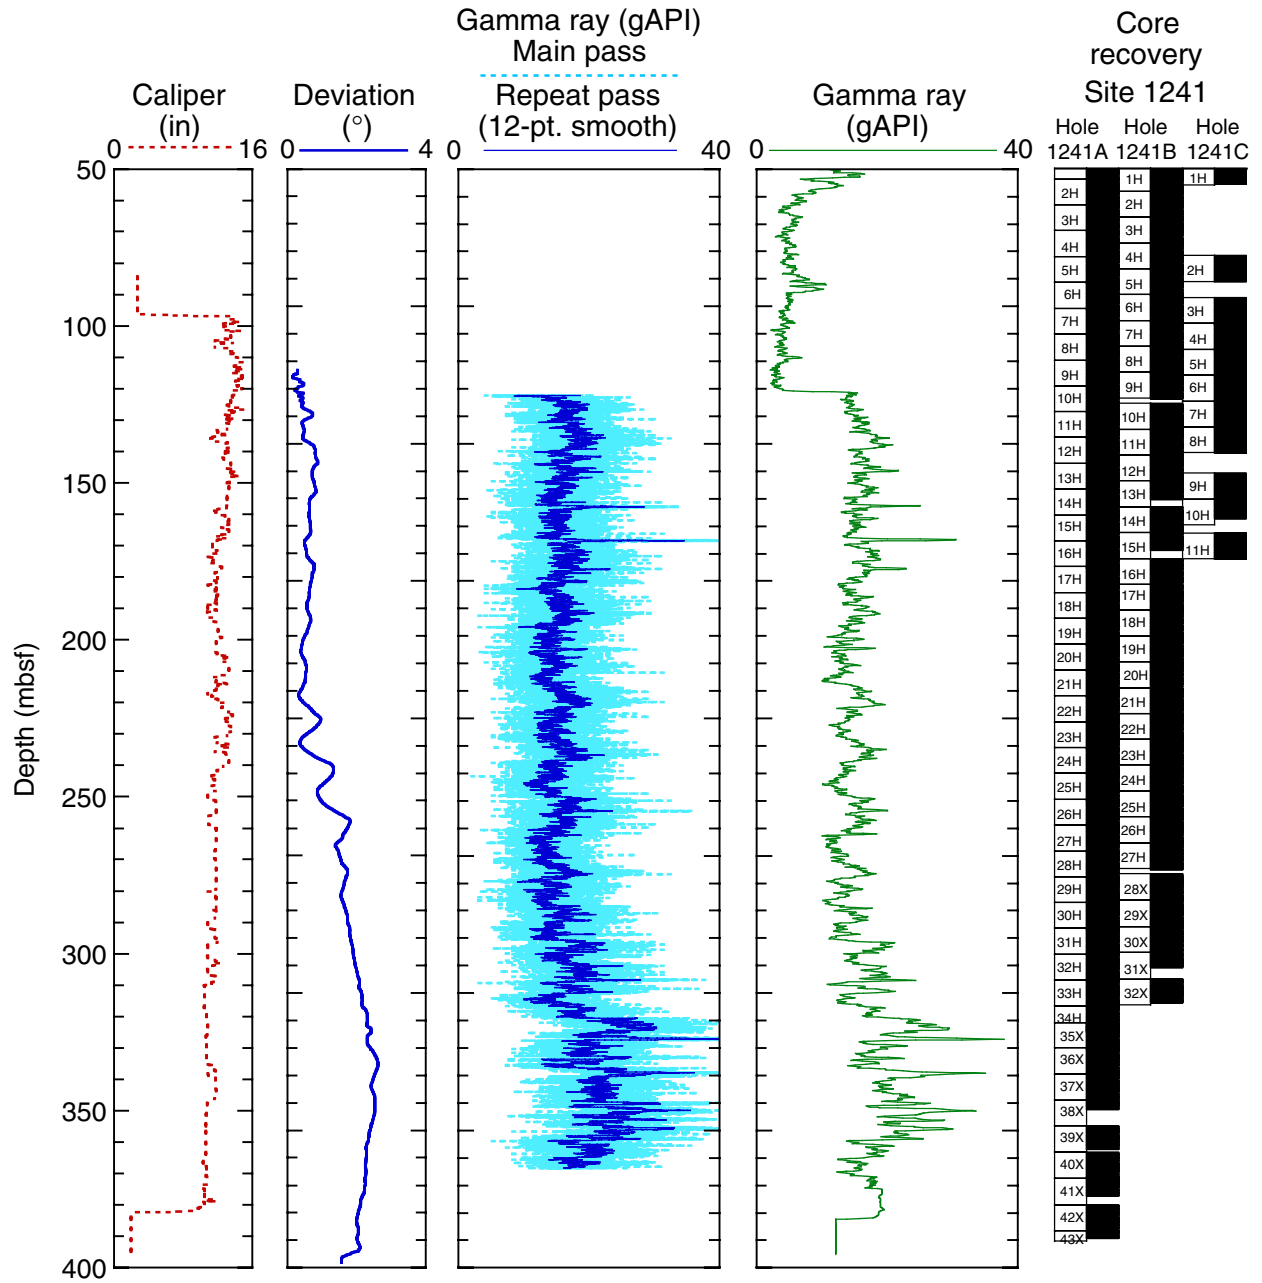 Gamma ray (gAPI)
Main pass
Core
recovery
Site 1241
Caliper
(in)
Deviation
(°)
Repeat pass
(12-pt. smooth)
Gamma ray
(gAPI)
Hole
1241A
Hole
1241B
Hole
1241C
0 16
0 4
0 40
0 40
Depth (mbsf)
50
100
150
200
250
300
350
400
2H
3H
4H
5H
6H
7H
8H
9H
10H
11H
12H
13H
14H
15H
16H
17H
18H
19H
20H
21H
22H
23H
24H
25H
26H
27H
28H
29H
30H
31H
32H
33H
34H
35X
36X
37X
38X
39X
40X
41X
42X
43X
1H
2H
3H
4H
5H
6H
7H
8H
9H
10H
11H
12H
13H
14H
15H
16H
17H
18H
19H
20H
21H
22H
23H
24H
25H
26H
27H
28X
29X
30X
31X
32X
1H
2H
3H
4H
5H
6H
7H
8H
9H
10H
11H